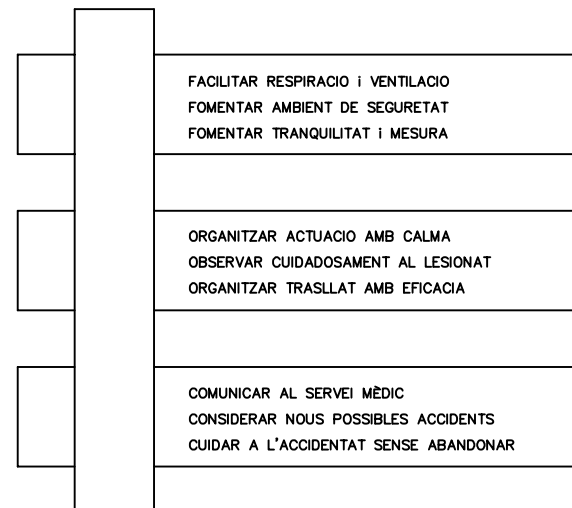 FACILITAR RESPIRACIO i VENTILACIO
FOMENTAR AMBIENT DE SEGURETAT
FOMENTAR TRANQUILITAT i MESURA
ORGANITZAR ACTUACIO AMB CALMA
OBSERVAR CUIDADOSAMENT AL LESIONAT
ORGANITZAR TRASLLAT AMB EFICACIA
COMUNICAR AL SERVEI MÈDIC
CONSIDERAR NOUS POSSIBLES ACCIDENTS
CUIDAR A L'ACCIDENTAT SENSE ABANDONAR